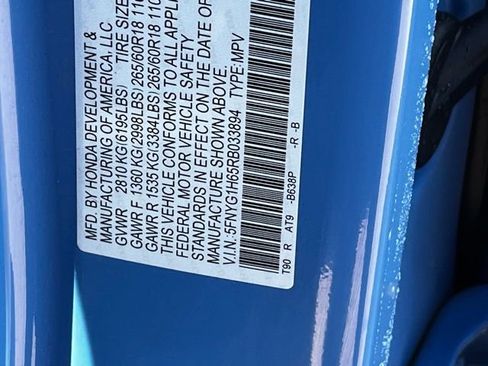 MFD. BY HONDA DEVELOPMENT &
MANUFACTURING OF AMERICA, LLC
GVWR 2810 KG(6195LBS) TIRE SIZE
GAWR F 1360 KG(2998LBS) 265/60R18 110
GAWR R 1535 KG(3384LBS) 265/60R18 110
THIS VEHICLE CONFORMS TO ALL APPLI
FEDERAL MOTOR VEHICLE SAFETY
STANDARDS IN EFFECT ON THE DATE OF
MANUFACTURE SHOWN ABOVE.
V.I.N.:5FNYG1H65RB033894 TYPE:MPV
T90 R AT9 -B638P -R -B